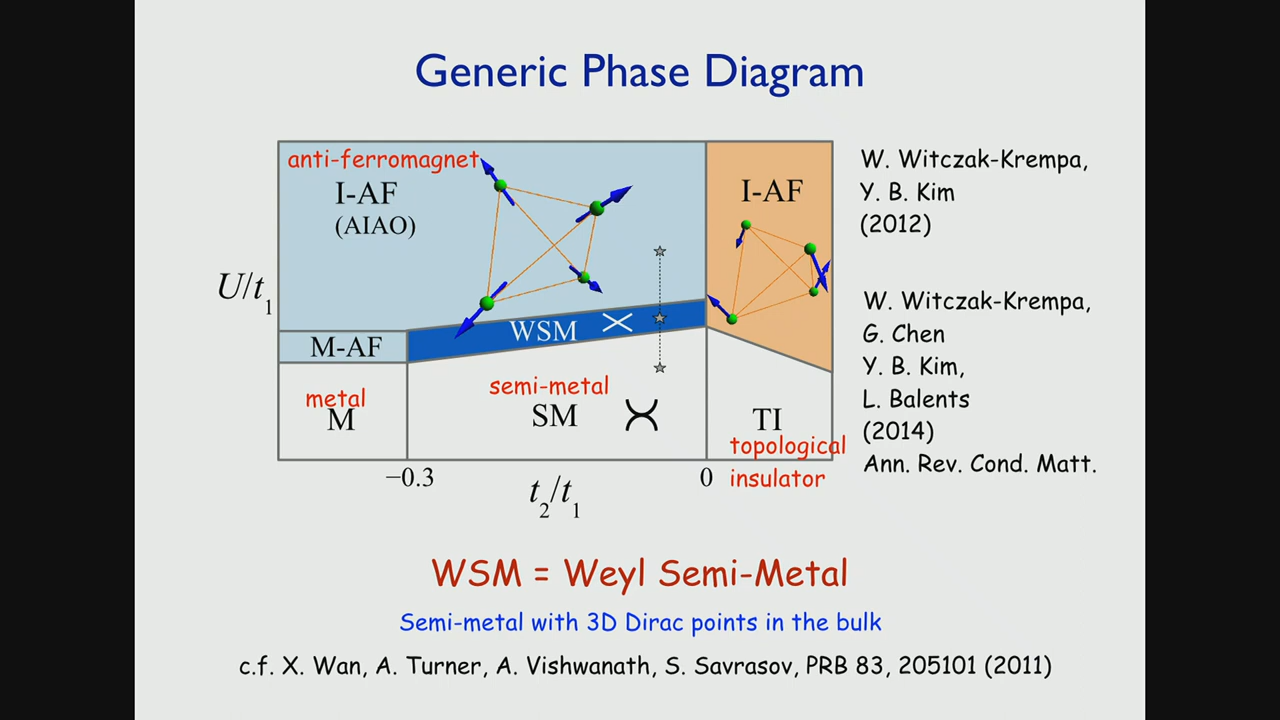 Generic Phase Diagram
anti-ferromagnet
I-AF
(AIAO)
I-AF
U/t1
WSM
M-AF
metal
M
semi-metal
SM
TI
topological
insulator
−0.3
t2/t1
0
W. Witczak-Krempa,
Y. B. Kim
(2012)
W. Witczak-Krempa,
G. Chen
Y. B. Kim,
L. Balents
(2014)
Ann. Rev. Cond. Matt.
WSM = Weyl Semi-Metal
Semi-metal with 3D Dirac points in the bulk
c.f. X. Wan, A. Turner, A. Vishwanath, S. Savrasov, PRB 83, 205101 (2011)